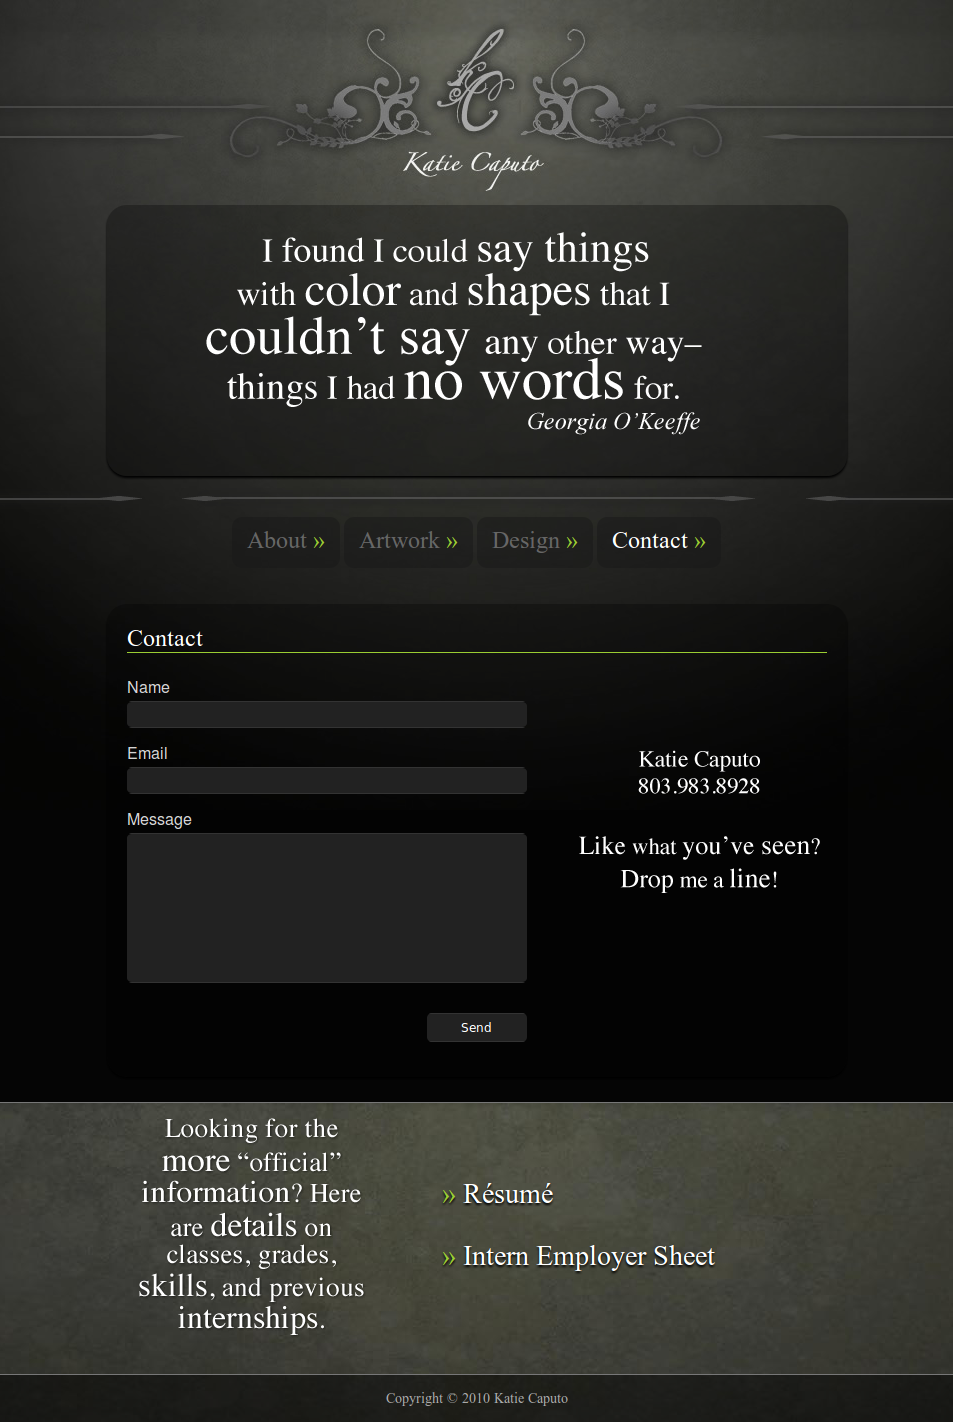 kC
Katie Caputo
I found I could say things
with color and shapes that I
couldn’t say any other way–
things I had no words for.
Georgia O’Keeffe
About »
Artwork »
Design »
Contact »
Contact
Name
Email
Message
Send
Katie Caputo
803.983.8928
Like what you’ve seen?
Drop me a line!
Looking for the
more “official”
information? Here
are details on
classes, grades,
skills, and previous
internships.
» Résumé
» Intern Employer Sheet
Copyright © 2010 Katie Caputo